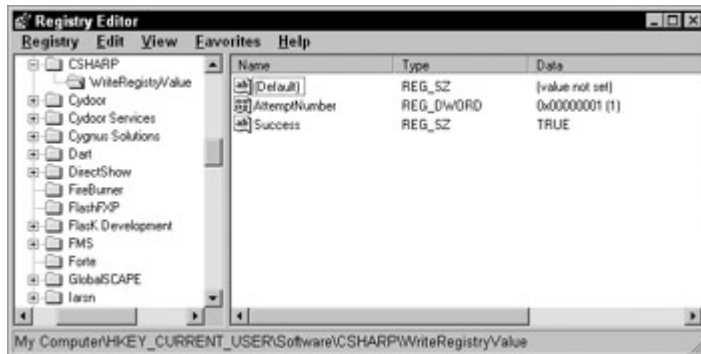 Registry Editor
Registry Edit View Favorites Help
CSHARP
WriteRegistryValue
Cydoor
Cydoor Services
Cygnus Solutions
Dart
DirectShow
FireBurner
FlashFXP
FlasK Development
FMS
Forte
GlobalSCAPE
Iarsn
Name Type Data
(Default) REG_SZ (value not set)
AttemptNumber REG_DWORD 0x00000001 (1)
Success REG_SZ TRUE
My Computer\HKEY_CURRENT_USER\Software\CSHARP\WriteRegistryValue